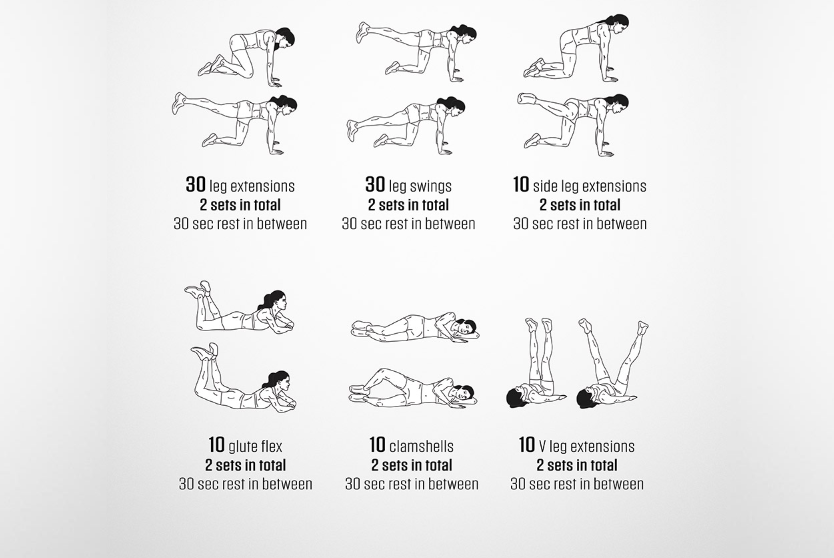 30 leg extensions
2 sets in total
30 sec rest in between
30 leg swings
2 sets in total
30 sec rest in between
10 side leg extensions
2 sets in total
30 sec rest in between
10 glute flex
2 sets in total
30 sec rest in between
10 clamshells
2 sets in total
30 sec rest in between
10 V leg extensions
2 sets in total
30 sec rest in between